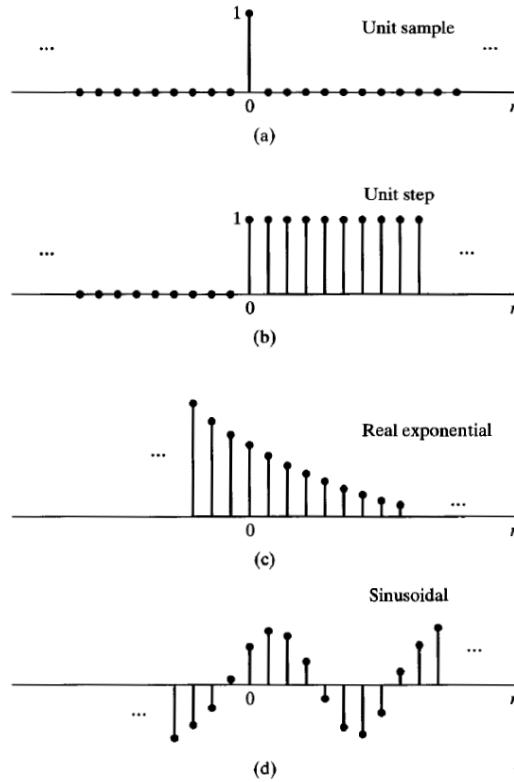 1
Unit sample
... ...
0 n
(a)
Unit step
1
... ...
0 n
(b)
Real exponential
... ...
0 n
(c)
Sinusoidal
...
0 n
...
(d)